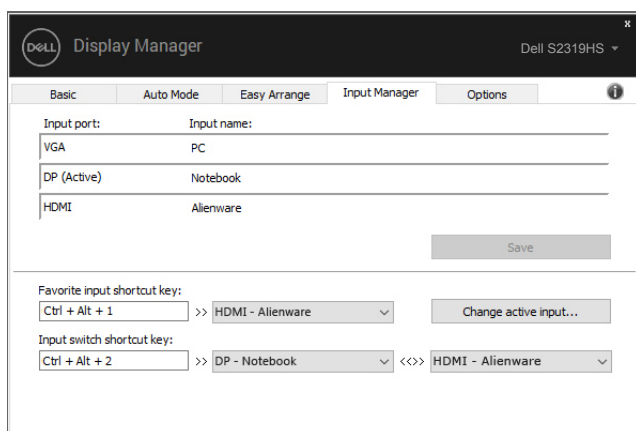 x
DELL Display Manager Dell S2319HS
Basic Auto Mode Easy Arrange Input Manager Options i
Input port: Input name:
VGA PC
DP (Active) Notebook
HDMI Alienware
Save
Favorite input shortcut key:
Ctrl + Alt + 1 >> HDMI - Alienware Change active input...
Input switch shortcut key:
Ctrl + Alt + 2 >> DP - Notebook <<>> HDMI - Alienware